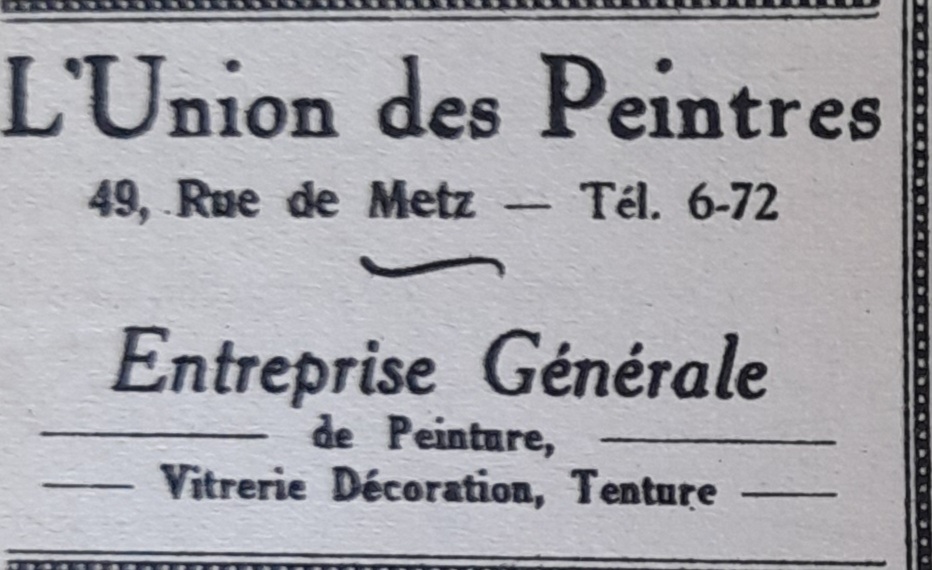 L'Union des Peintres
49, Rue de Metz — Tél. 6-72
Entreprise Générale
de Peinture,
Vitrerie Décoration, Tenture